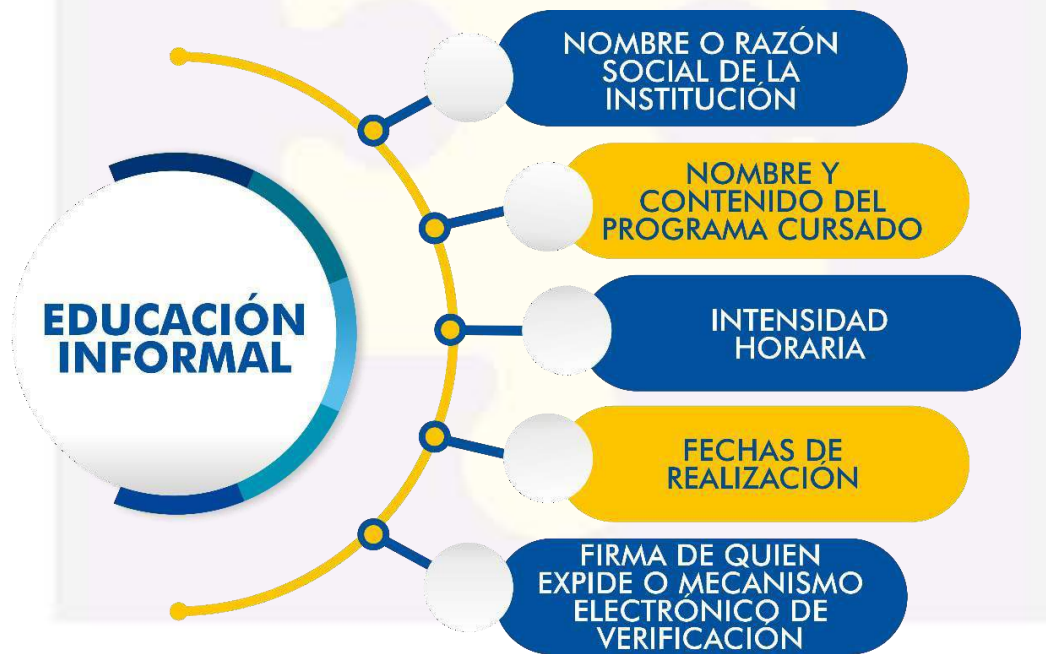 EDUCACIÓN
INFORMAL
NOMBRE O RAZÓN
SOCIAL DE LA
INSTITUCIÓN
NOMBRE Y
CONTENIDO DEL
PROGRAMA CURSADO
INTENSIDAD
HORARIA
FECHAS DE
REALIZACIÓN
FIRMA DE QUIEN
EXPIDE O MECANISMO
ELECTRÓNICO DE
VERIFICACIÓN